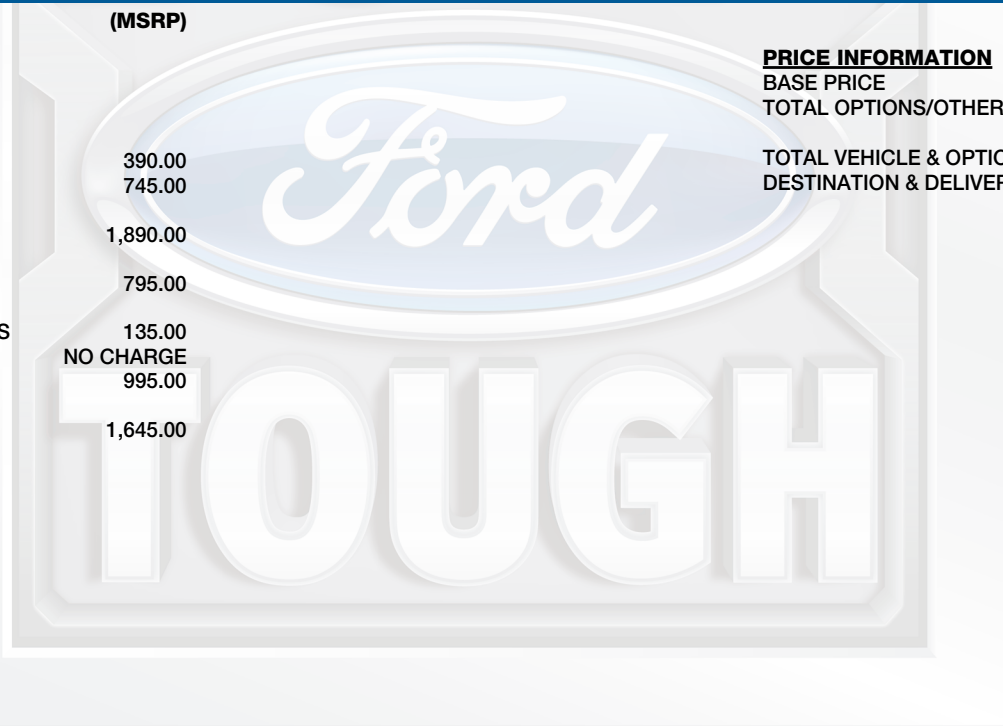 (MSRP)
390.00
745.00
1,890.00
795.00
S 135.00
NO CHARGE
995.00
1,645.00
PRICE INFORMATION
BASE PRICE
TOTAL OPTIONS/OTHER
TOTAL VEHICLE & OPTIO
DESTINATION & DELIVER
Ford
TOUGH